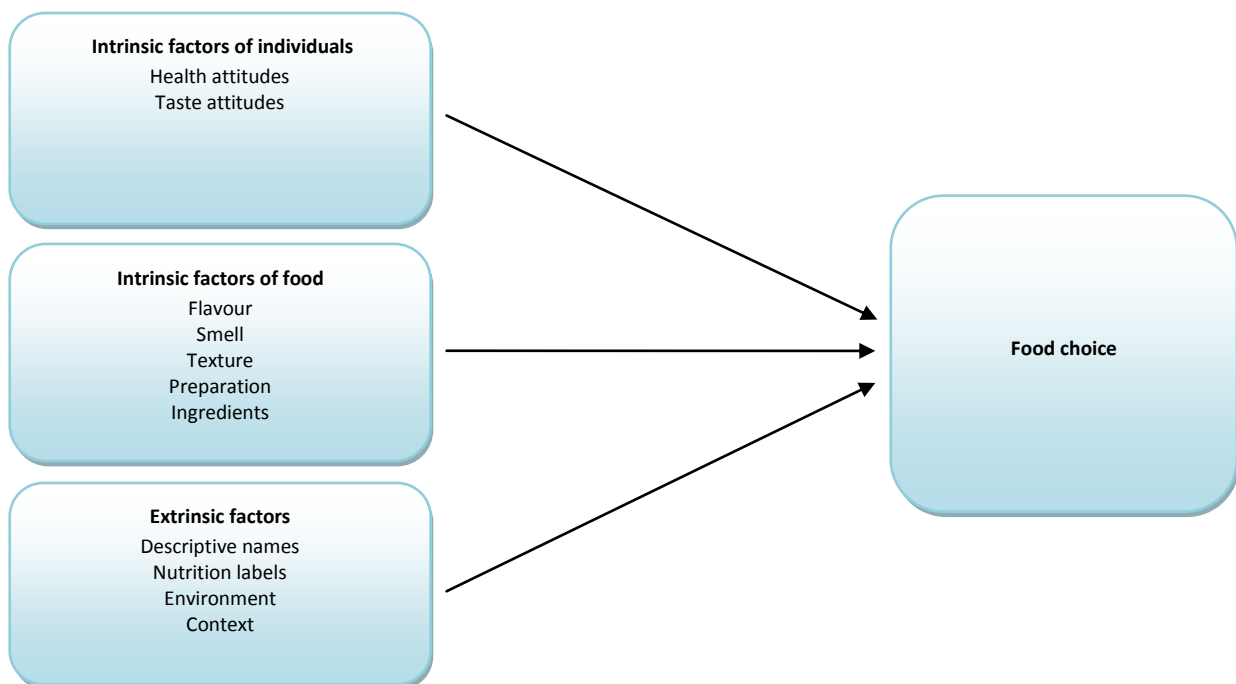 Intrinsic factors of individuals
Health attitudes
Taste attitudes
Intrinsic factors of food
Flavour
Smell
Texture
Preparation
Ingredients
Extrinsic factors
Descriptive names
Nutrition labels
Environment
Context
Food choice